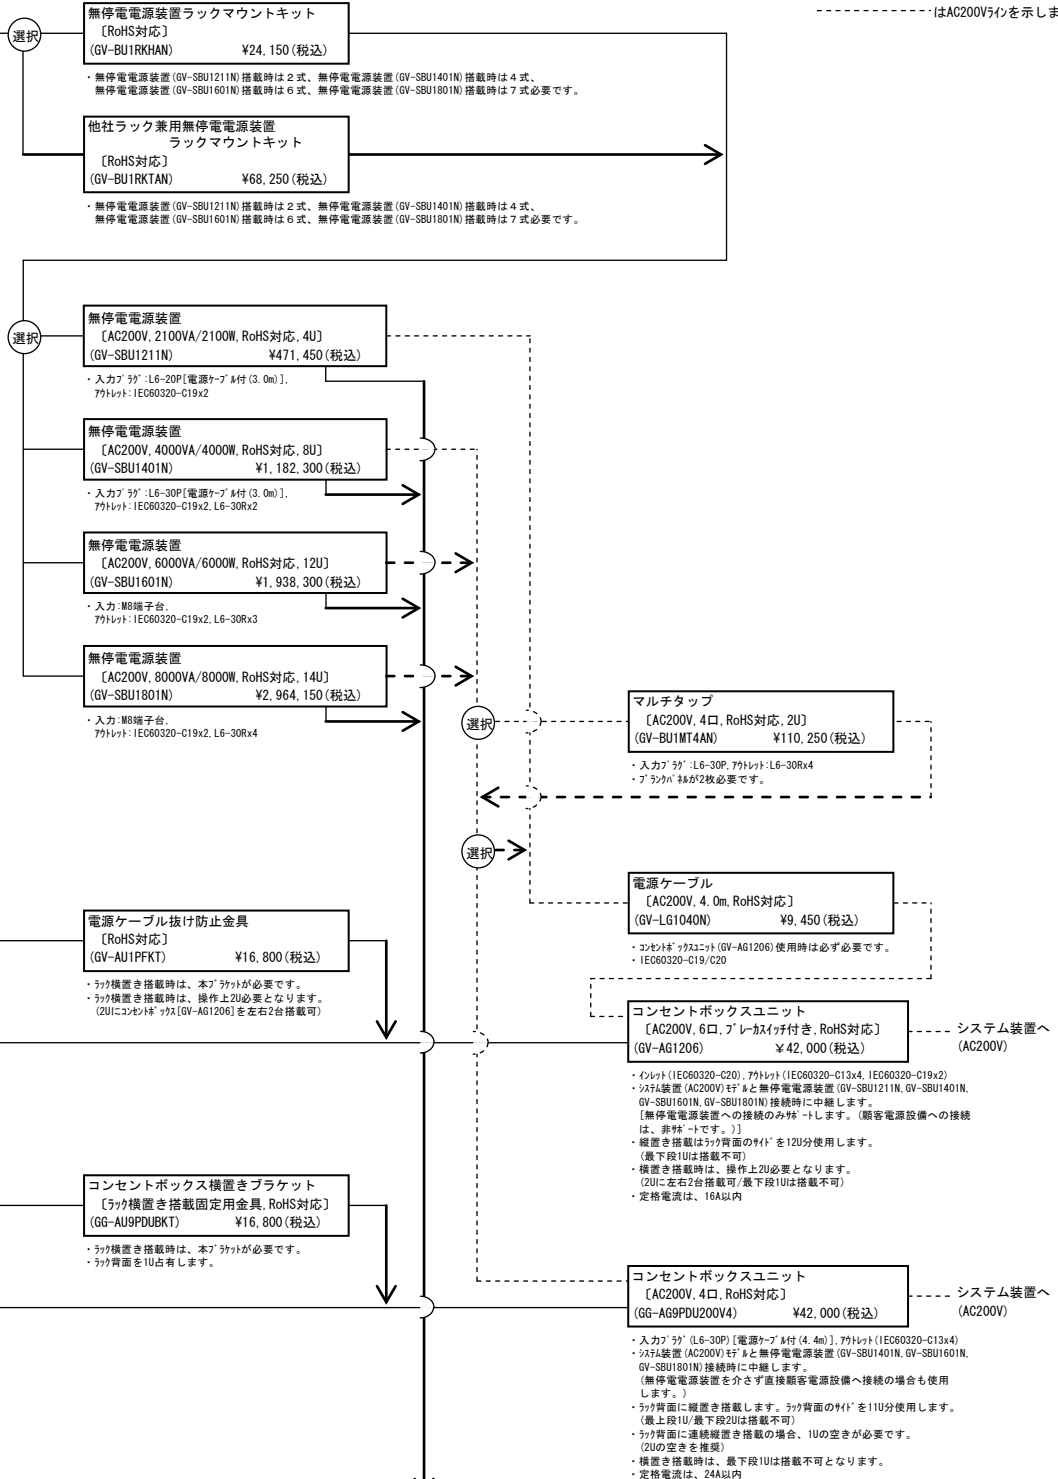 無停電電源装置ラックマウントキット
〔RoHS対応〕
(GV-BU1RKHAN) ¥24,150(税込)
選択
・無停電電源装置(GV-SBU1211N)搭載時は２式、無停電電源装置(GV-SBU1401N)搭載時は４式、
無停電電源装置(GV-SBU1601N)搭載時は６式、無停電電源装置(GV-SBU1801N)搭載時は７式必要です。
はAC200Vﾗｲﾝを示しま
他社ラック兼用無停電電源装置
ラックマウントキット
〔RoHS対応〕
(GV-BU1RKTAN) ¥68,250(税込)
・無停電電源装置(GV-SBU1211N)搭載時は２式、無停電電源装置(GV-SBU1401N)搭載時は４式、
無停電電源装置(GV-SBU1601N)搭載時は６式、無停電電源装置(GV-SBU1801N)搭載時は７式必要です。
選択
無停電電源装置
〔AC200V,2100VA/2100W,RoHS対応,4U〕
(GV-SBU1211N) ¥471,450(税込)
・入力ﾌﾟﾗｸﾞ:L6-20P[電源ｹｰﾌﾞﾙ付(3.0m)],
ｱｳﾄﾚｯﾄ:IEC60320-C19x2
無停電電源装置
〔AC200V,4000VA/4000W,RoHS対応,8U〕
(GV-SBU1401N) ¥1,182,300(税込)
・入力ﾌﾟﾗｸﾞ:L6-30P[電源ｹｰﾌﾞﾙ付(3.0m)],
ｱｳﾄﾚｯﾄ:IEC60320-C19x2,L6-30Rx2
無停電電源装置
〔AC200V,6000VA/6000W,RoHS対応,12U〕
(GV-SBU1601N) ¥1,938,300(税込)
・入力:M8端子台,
ｱｳﾄﾚｯﾄ:IEC60320-C19x2,L6-30Rx3
無停電電源装置
〔AC200V,8000VA/8000W,RoHS対応,14U〕
(GV-SBU1801N) ¥2,964,150(税込)
・入力:M8端子台,
ｱｳﾄﾚｯﾄ:IEC60320-C19x2,L6-30Rx4
選択
マルチタップ
〔AC200V,4口,RoHS対応,2U〕
(GV-BU1MT4AN) ¥110,250(税込)
・入力ﾌﾟﾗｸﾞ:L6-30P,ｱｳﾄﾚｯﾄ:L6-30Rx4
・ﾌﾞﾗﾝｸﾊﾟﾈﾙが2枚必要です。
選択
電源ケーブル
〔AC200V,4.0m,RoHS対応〕
(GV-LG1040N) ¥9,450(税込)
・ｺﾝｾﾝﾄﾎﾞｯｸｽﾕﾆｯﾄ(GV-AG1206)使用時は必ず必要です。
・IEC60320-C19/C20
電源ケーブル抜け防止金具
〔RoHS対応〕
(GV-AU1PFKT) ¥16,800(税込)
・ﾗｯｸ横置き搭載時は、本ﾌﾞﾗｹｯﾄが必要です。
・ﾗｯｸ横置き搭載時は、操作上2U必要となります。
(2Uにｺﾝｾﾝﾄﾎﾞｯｸｽ[GV-AG1206]を左右2台搭載可)
コンセントボックスユニット
〔AC200V,6口,ﾌﾞﾚｰｶｽｲｯﾁ付き,RoHS対応〕
(GV-AG1206) ￥42,000(税込)
システム装置へ
(AC200V)
・ｲﾝﾚｯﾄ(IEC60320-C20),ｱｳﾄﾚｯﾄ(IEC60320-C13x4,IEC60320-C19x2)
・ｼｽﾃﾑ装置(AC200V)ﾓﾃﾞﾙと無停電電源装置(GV-SBU1211N,GV-SBU1401N,
GV-SBU1601N,GV-SBU1801N)接続時に中継します。
[無停電電源装置への接続のみｻﾎﾟｰﾄします。(顧客電源設備への接続
は、非ｻﾎﾟｰﾄです。)]
・縦置き搭載はﾗｯｸ背面のｻｲﾄﾞを12U分使用します。
(最下段1Uは搭載不可)
・横置き搭載時は、操作上2U必要となります。
(2Uに左右2台搭載可/最下段1Uは搭載不可)
・定格電流は、16A以内
コンセントボックス横置きブラケット
〔ﾗｯｸ横置き搭載固定用金具,RoHS対応〕
(GG-AU9PDUBKT) ¥16,800(税込)
・ﾗｯｸ横置き搭載時は、本ﾌﾞﾗｹｯﾄが必要です。
・ﾗｯｸ背面を1U占有します。
コンセントボックスユニット
〔AC200V,4口,RoHS対応〕
(GG-AG9PDU200V4) ¥42,000(税込)
システム装置へ
(AC200V)
・入力ﾌﾟﾗｸﾞ(L6-30P)[電源ｹｰﾌﾞﾙ付(4.4m)],ｱｳﾄﾚｯﾄ(IEC60320-C13x4)
・ｼｽﾃﾑ装置(AC200V)ﾓﾃﾞﾙと無停電電源装置(GV-SBU1401N,GV-SBU1601N,
GV-SBU1801N)接続時に中継します。
(無停電電源装置を介さず直接顧客電源設備へ接続の場合も使用
します。)
・ﾗｯｸ背面に縦置き搭載します。ﾗｯｸ背面のｻｲﾄﾞを11U分使用します。
(最上段1U/最下段2Uは搭載不可)
・ﾗｯｸ背面に連続縦置き搭載の場合、1Uの空きが必要です。
(2Uの空きを推奨)
・横置き搭載時は、最下段1Uは搭載不可となります。
・定格電流は、24A以内